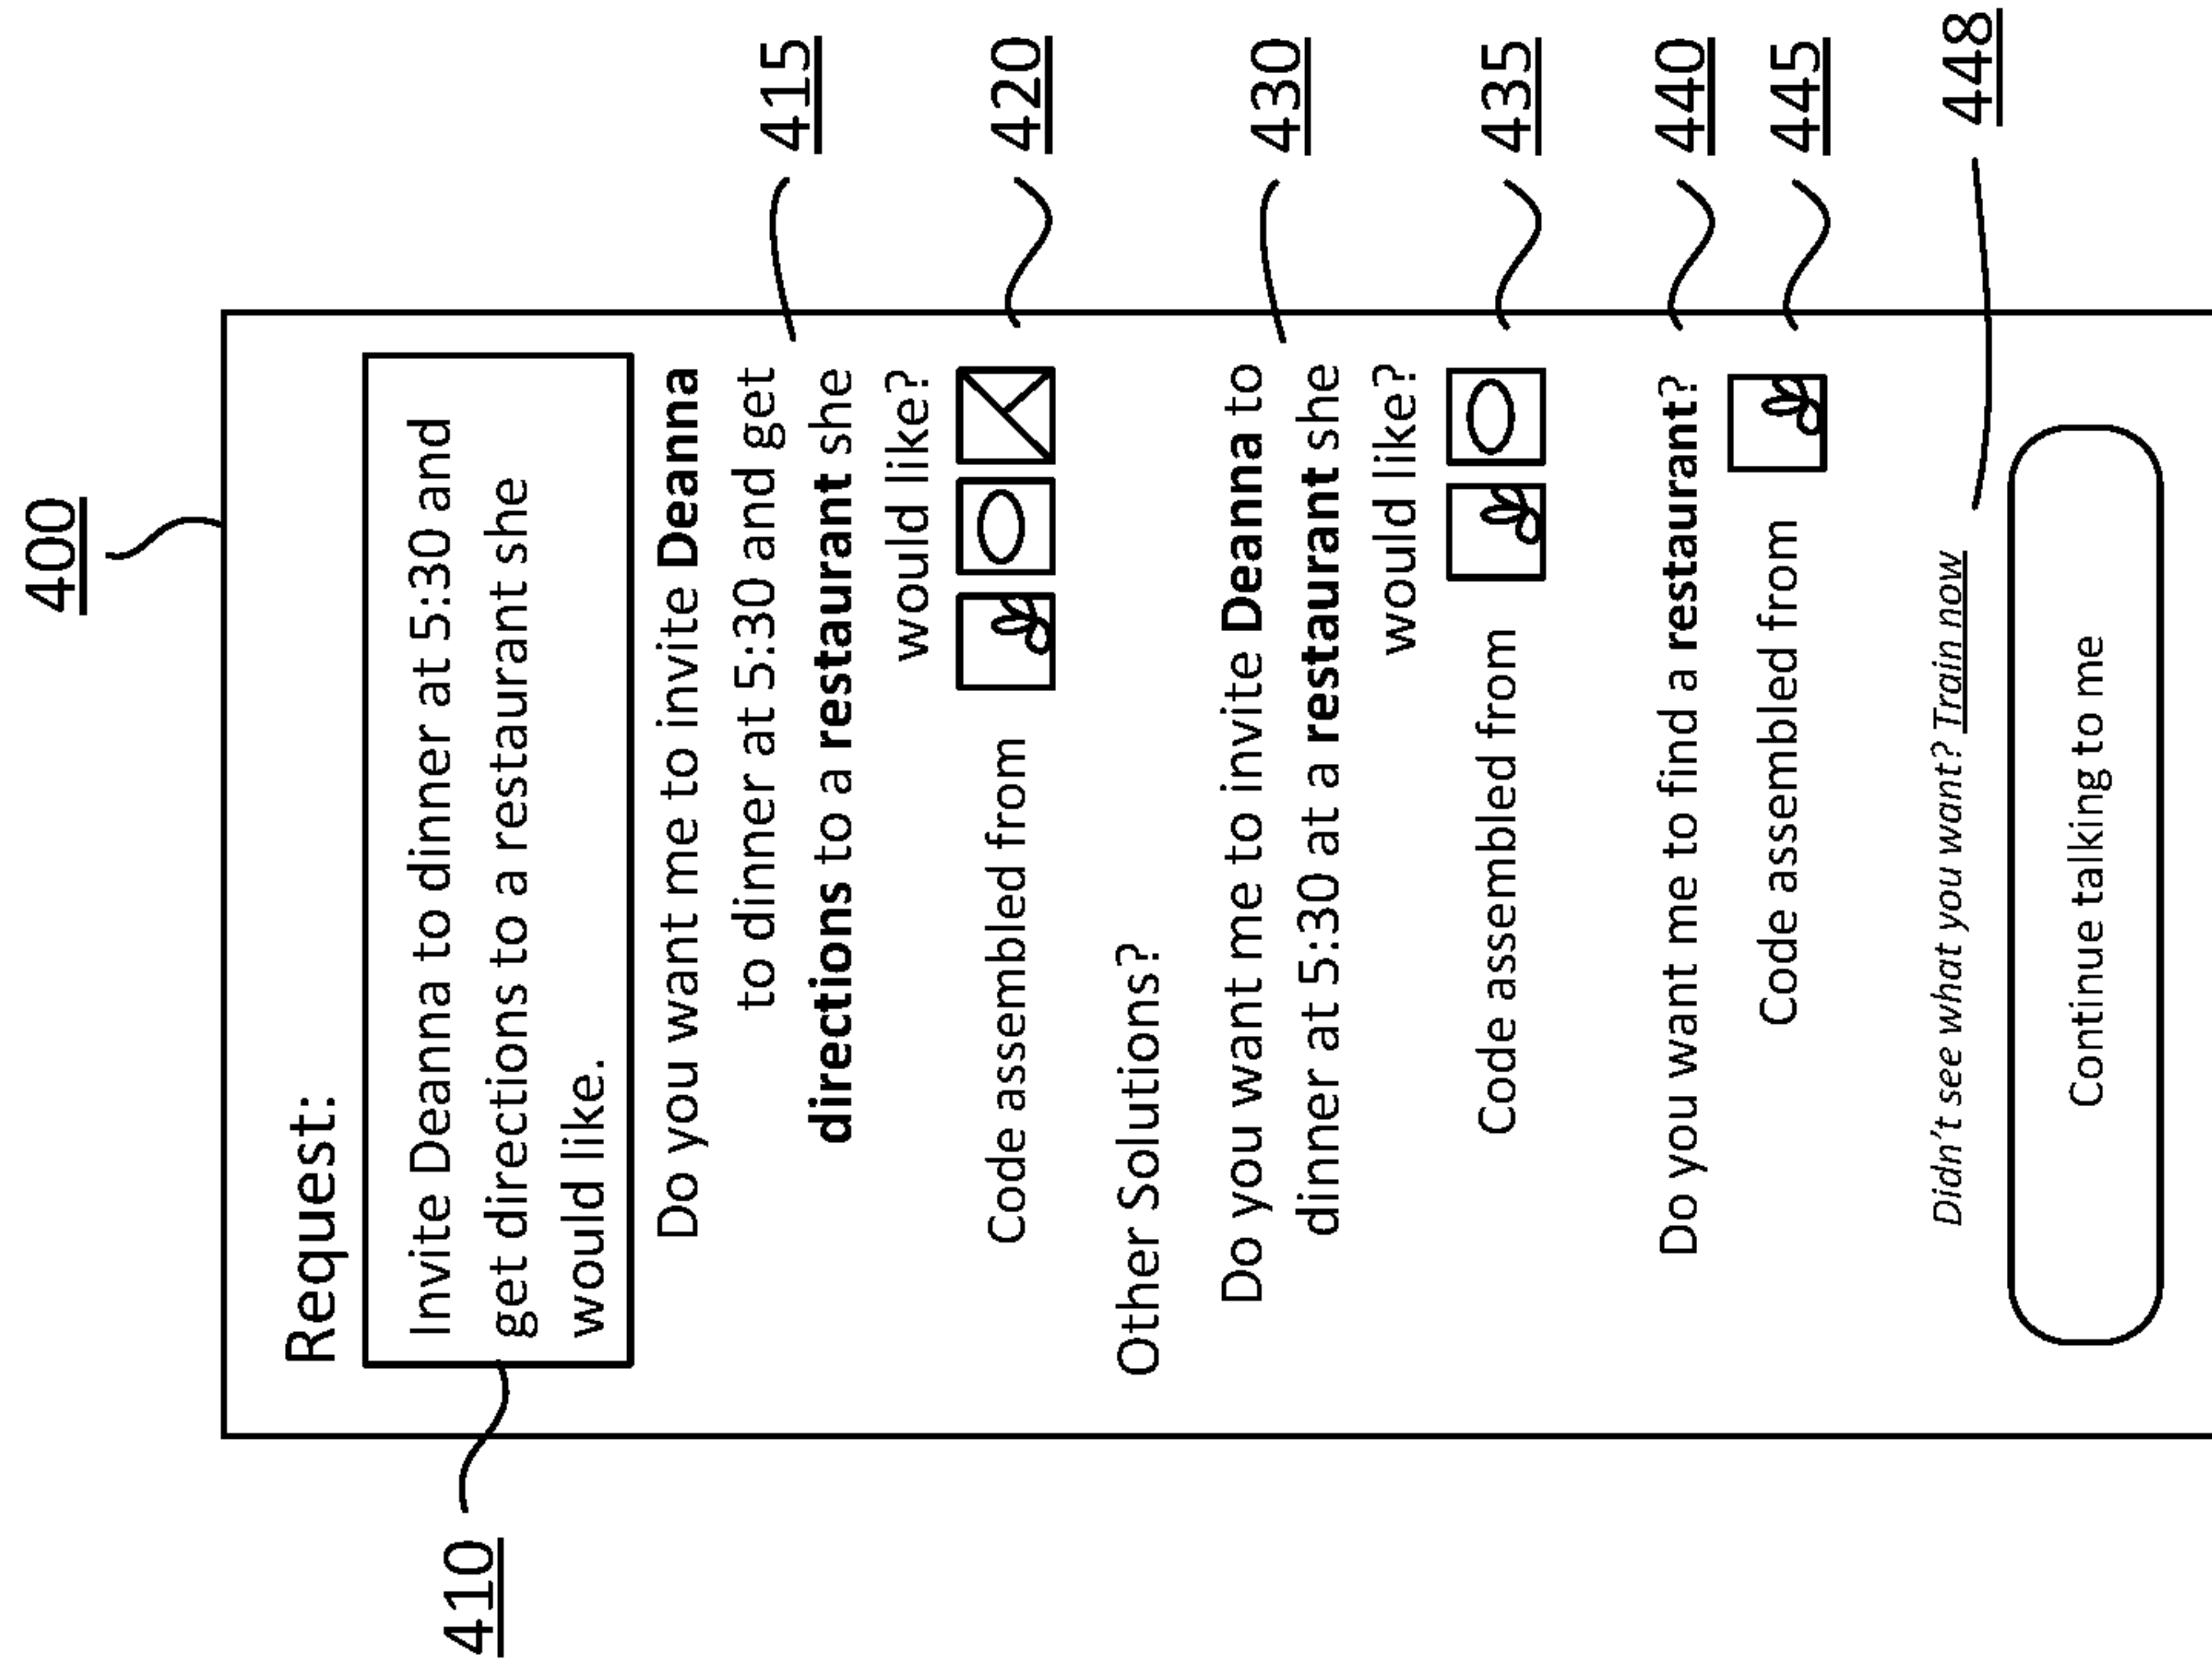 400
Request:
410
Invite Deanna to dinner at 5:30 and
get directions to a restaurant she
would like.
Do you want me to invite Deanna
to dinner at 5:30 and get
directions to a restaurant she
would like?
415
Code assembled from
420
Other Solutions?
Do you want me to invite Deanna to
dinner at 5:30 at a restaurant she
would like?
430
Code assembled from
435
Do you want me to find a restaurant?
440
Code assembled from
445
Didn't see what you want? Train now
448
Continue talking to me